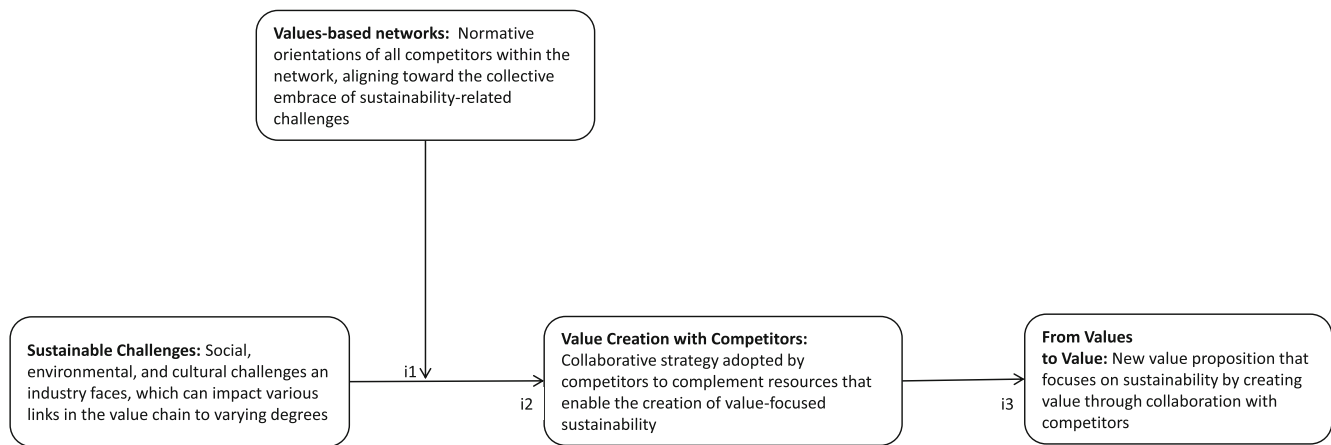 Values-based networks: Normative
orientations of all competitors within the
network, aligning toward the collective
embrace of sustainability-related
challenges
Sustainable Challenges: Social,
environmental, and cultural challenges an
industry faces, which can impact various
links in the value chain to varying degrees
i1
i2
Value Creation with Competitors:
Collaborative strategy adopted by
competitors to complement resources that
enable the creation of value-focused
sustainability
i3
From Values
to Value: New value proposition that
focuses on sustainability by creating
value through collaboration with
competitors